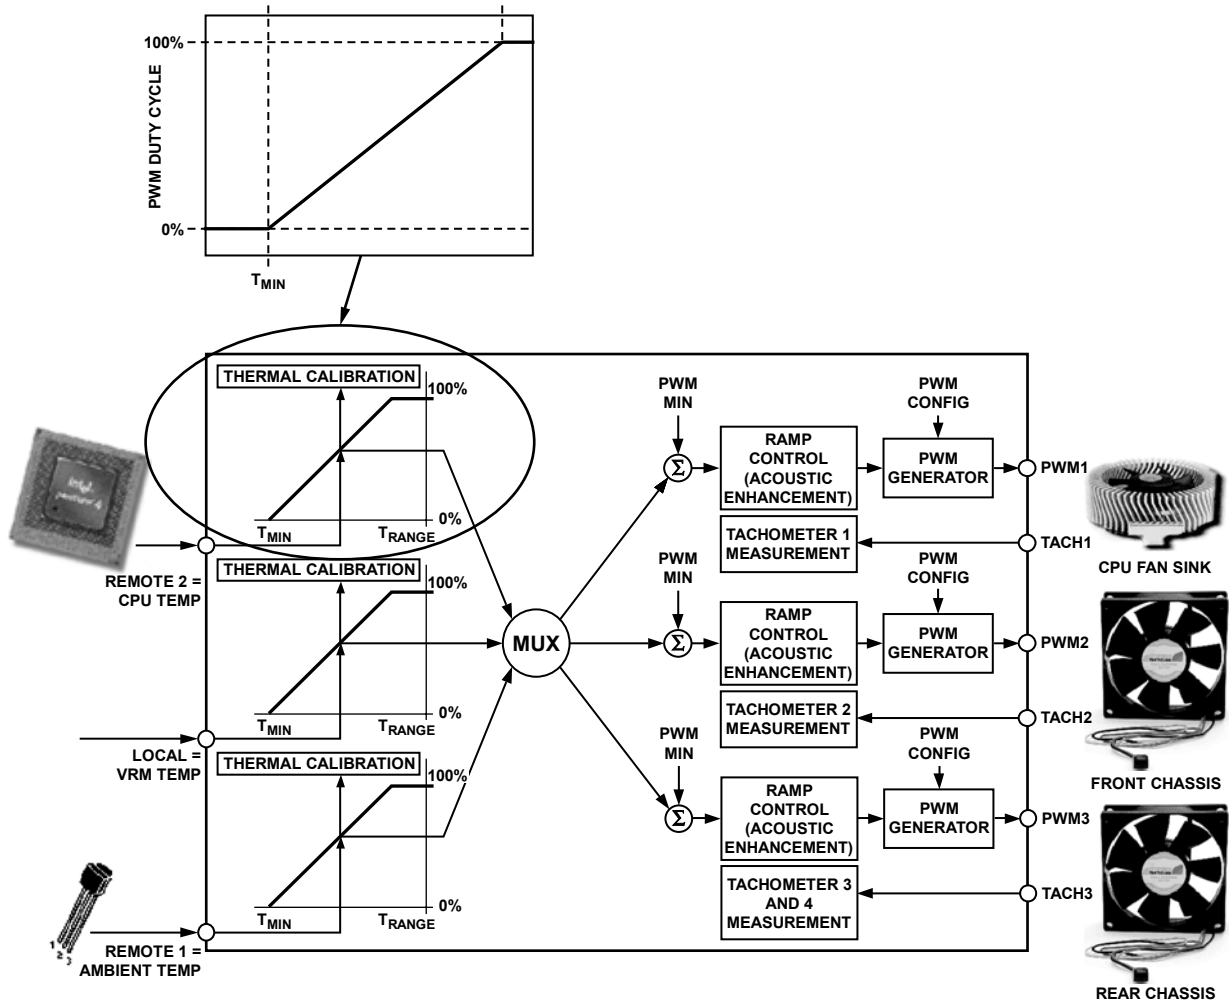 100%
PWM DUTY CYCLE
0%
TMIN
THERMAL CALIBRATION
100%
0%
TMIN
TRANGE
REMOTE 2 =
CPU TEMP
THERMAL CALIBRATION
100%
0%
TMIN
TRANGE
LOCAL =
VRM TEMP
THERMAL CALIBRATION
100%
0%
TMIN
TRANGE
REMOTE 1 =
AMBIENT TEMP
1
2
3
MUX
PWM
MIN
Σ
RAMP
CONTROL
(ACOUSTIC
ENHANCEMENT)
PWM
CONFIG
PWM
GENERATOR
PWM1
TACHOMETER 1
MEASUREMENT
TACH1
CPU FAN SINK
PWM
MIN
Σ
RAMP
CONTROL
(ACOUSTIC
ENHANCEMENT)
PWM
CONFIG
PWM
GENERATOR
PWM2
TACHOMETER 2
MEASUREMENT
TACH2
FRONT CHASSIS
PWM
MIN
Σ
RAMP
CONTROL
(ACOUSTIC
ENHANCEMENT)
PWM
CONFIG
PWM
GENERATOR
PWM3
TACHOMETER 3
AND 4
MEASUREMENT
TACH3
REAR CHASSIS